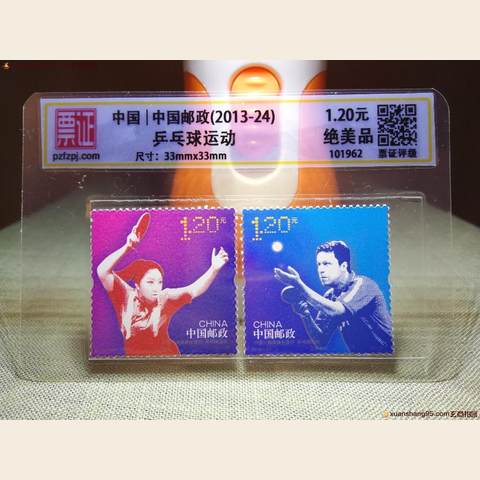 票证
pzfzpj.com
中国|中国邮政(2013-24)
乒乓球运动
尺寸:33mmx33mm
1.20元
绝美品
101962 票证评级
1.20元
CHINA
中国邮政
1.20元
CHINA
中国邮政
xuanshang95.com